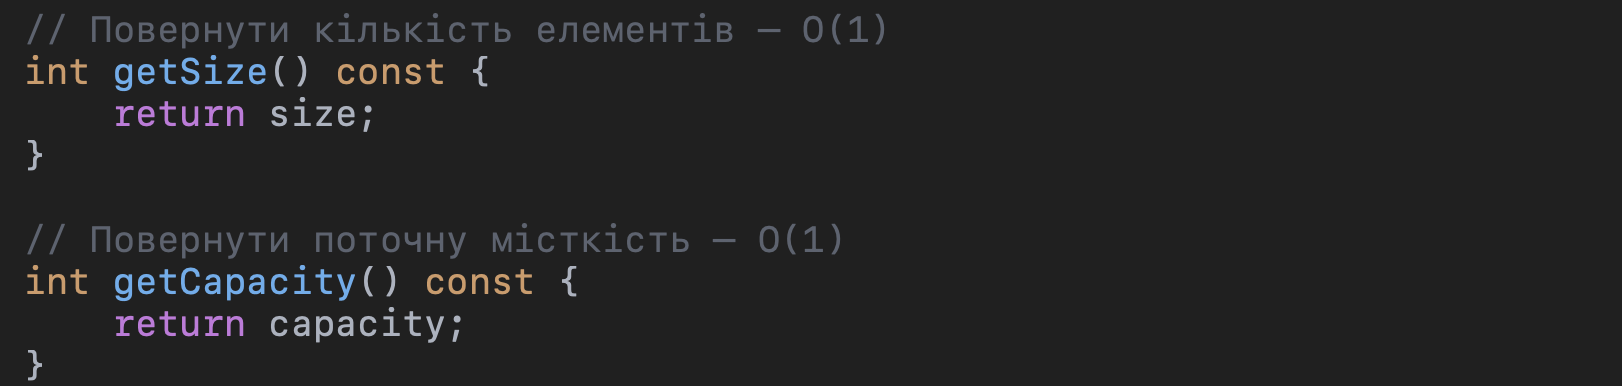 // Повернути кількість елементів — O(1)
int getSize() const {
    return size;
}

// Повернути поточну місткість — O(1)
int getCapacity() const {
    return capacity;
}